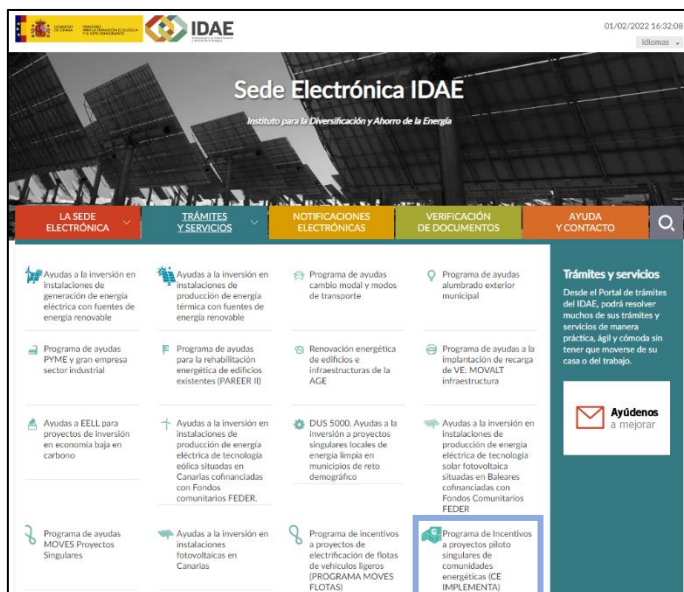 GOBIERNO
DE ESPAÑA
MINISTERIO
PARA LA TRANSICIÓN ECOLÓGICA
Y EL RETO DEMOGRÁFICO
IDAE
01/02/2022 16:32:08
Idiomas
Sede Electrónica IDAE
Instituto para la Diversificación y Ahorro de la Energía
LA SEDE
ELECTRÓNICA
TRÁMITES
Y SERVICIOS
NOTIFICACIONES
ELECTRÓNICAS
VERIFICACIÓN
DE DOCUMENTOS
AYUDA
Y CONTACTO
Ayudas a la inversión en
instalaciones de
generación de energía
eléctrica con fuentes de
energía renovable
Ayudas a la inversión en
instalaciones de
producción de energía
térmica con fuentes de
energía renovable
Programa de ayudas
cambio modal y modos
de transporte
Programa de ayudas
alumbrado exterior
municipal
Programa de ayudas
PYME y gran empresa
sector industrial
Programa de ayudas
para la rehabilitación
energética de edificios
existentes (PAREER II)
Renovación energética
de edificios e
infraestructuras de la
AGE
Programa de ayudas a la
implantación de recarga
de VE: MOVALT
infraestructura
Ayudas a EELL para
proyectos de inversión
en economía baja en
carbono
Ayudas a la inversión en
instalaciones de
producción de energía
eléctrica de tecnología
eólica situadas en
Canarias cofinanciadas
con Fondos
comunitarios FEDER.
DUS 5000. Ayudas a la
inversión a proyectos
singulares locales de
energía limpia en
municipios de reto
demográfico
Ayudas a la inversión en
instalaciones de
producción de energía
eléctrica de tecnología
solar fotovoltaica
situadas en Baleares
cofinanciadas con
Fondos Comunitarios
FEDER
Programa de ayudas
MOVES Proyectos
Singulares
Ayudas a la inversión en
instalaciones
fotovoltaicas en
Canarias
Programa de incentivos
a proyectos de
electrificación de flotas
de vehículos ligeros
(PROGRAMA MOVES
FLOTAS)
Programa de Incentivos
a proyectos piloto
singulares de
comunidades
energéticas (CE
IMPLEMENTA)
Trámites y servicios
Desde el Portal de trámites
del IDAE, podrá resolver
muchos de sus trámites y
servicios de manera
práctica, ágil y cómoda sin
tener que moverse de su
casa o del trabajo.
Ayúdenos
a mejorar